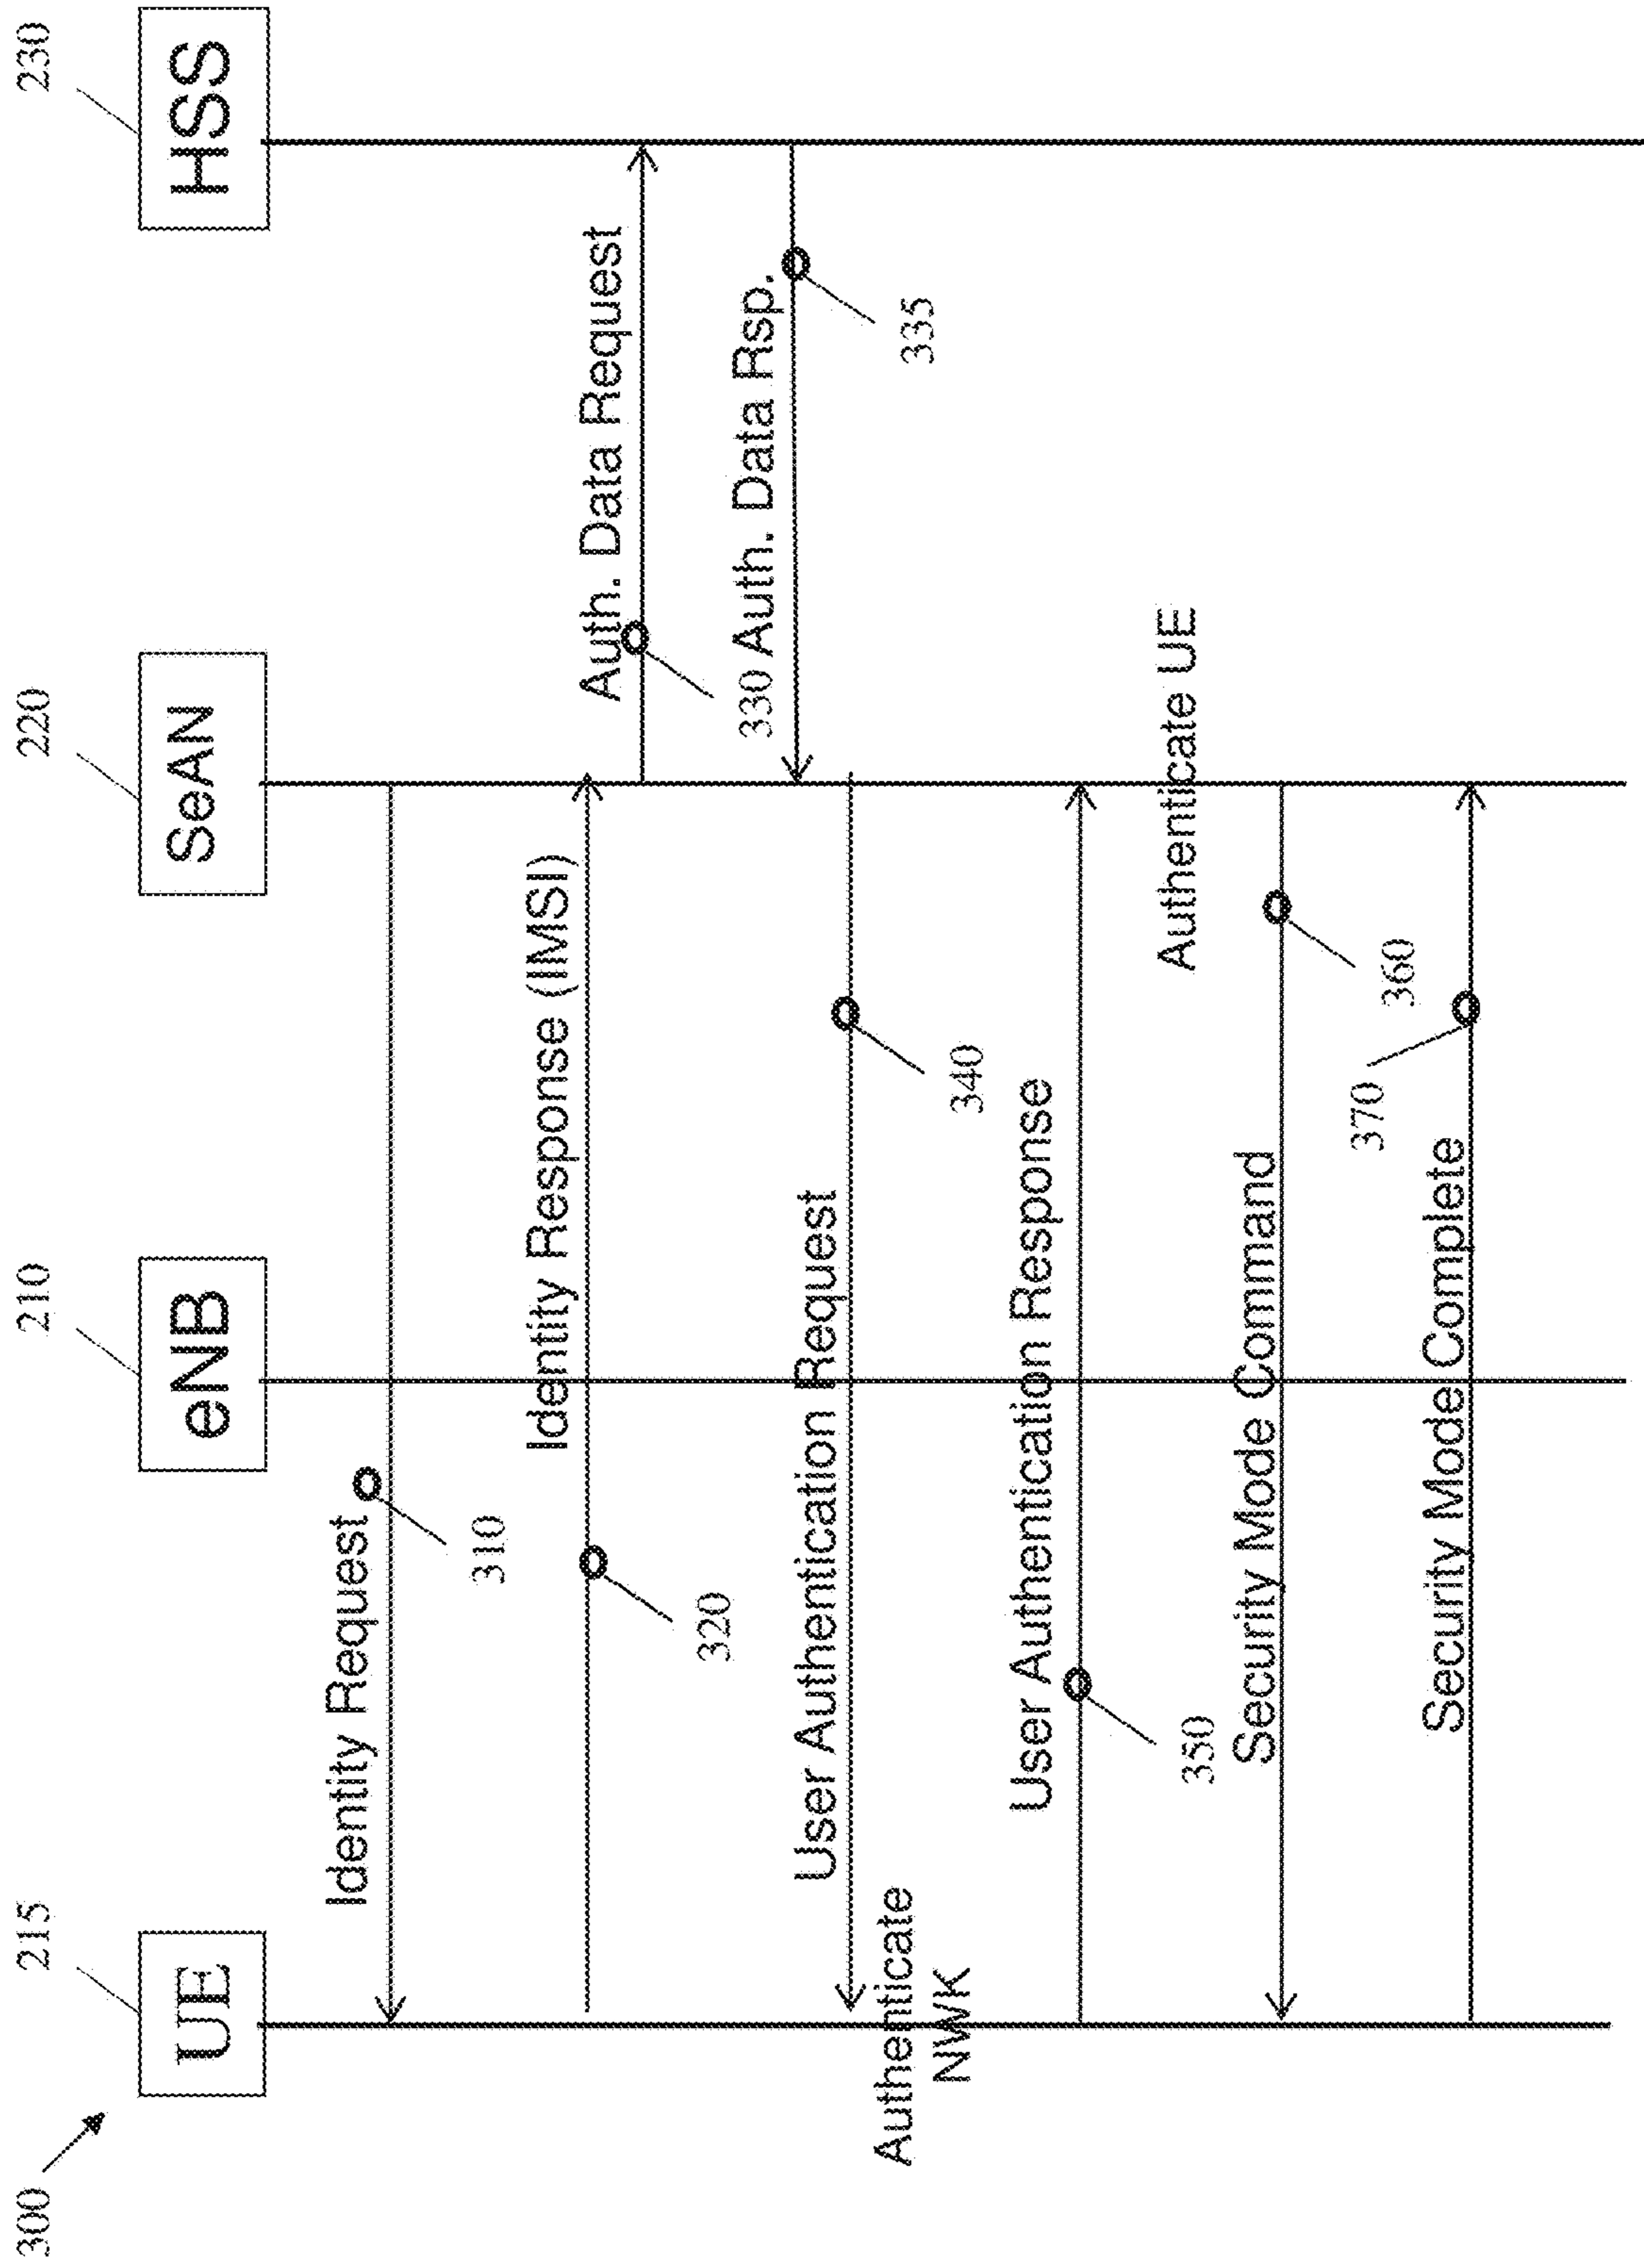 300
215
210
220
230
UE
eNB
SeAN
HSS
Identity Request
310
Identity Response (IMSI)
320
Auth. Data Request
330
Auth. Data Rsp.
335
User Authentication Request
340
Authenticate
NWK
User Authentication Response
350
Authenticate UE
Security Mode Command
360
370
Security Mode Complete